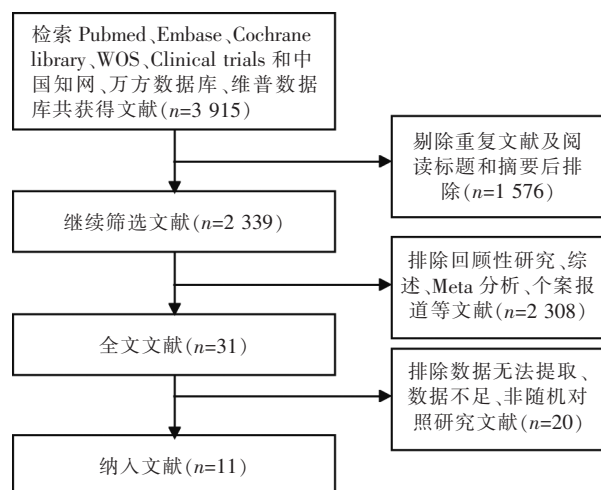 检索 Pubmed、Embase、Cochrane
library、WOS、Clinical trials 和中
国知网、万方数据库、维普数据
库共获得文献(n=3 915)
剔除重复文献及阅
读标题和摘要后排
除(n=1 576)
继续筛选文献(n=2 339)
排除回顾性研究、综
述、Meta 分析、个案报
道等文献(n=2 308)
全文文献(n=31)
排除数据无法提取、
数据不足、非随机对
照研究文献(n=20)
纳入文献(n=11)